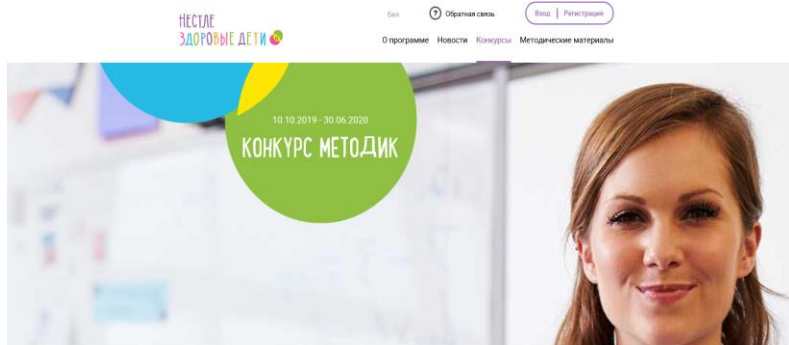 НЕСТЛЕ
ЗДОРОВЫЕ ДЕТИ
Бел
? Обратная связь
Вход | Регистрация
О программе Новости Конкурсы Методические материалы
10.10.2019 - 30.06.2020
КОНКУРС МЕТОДИК